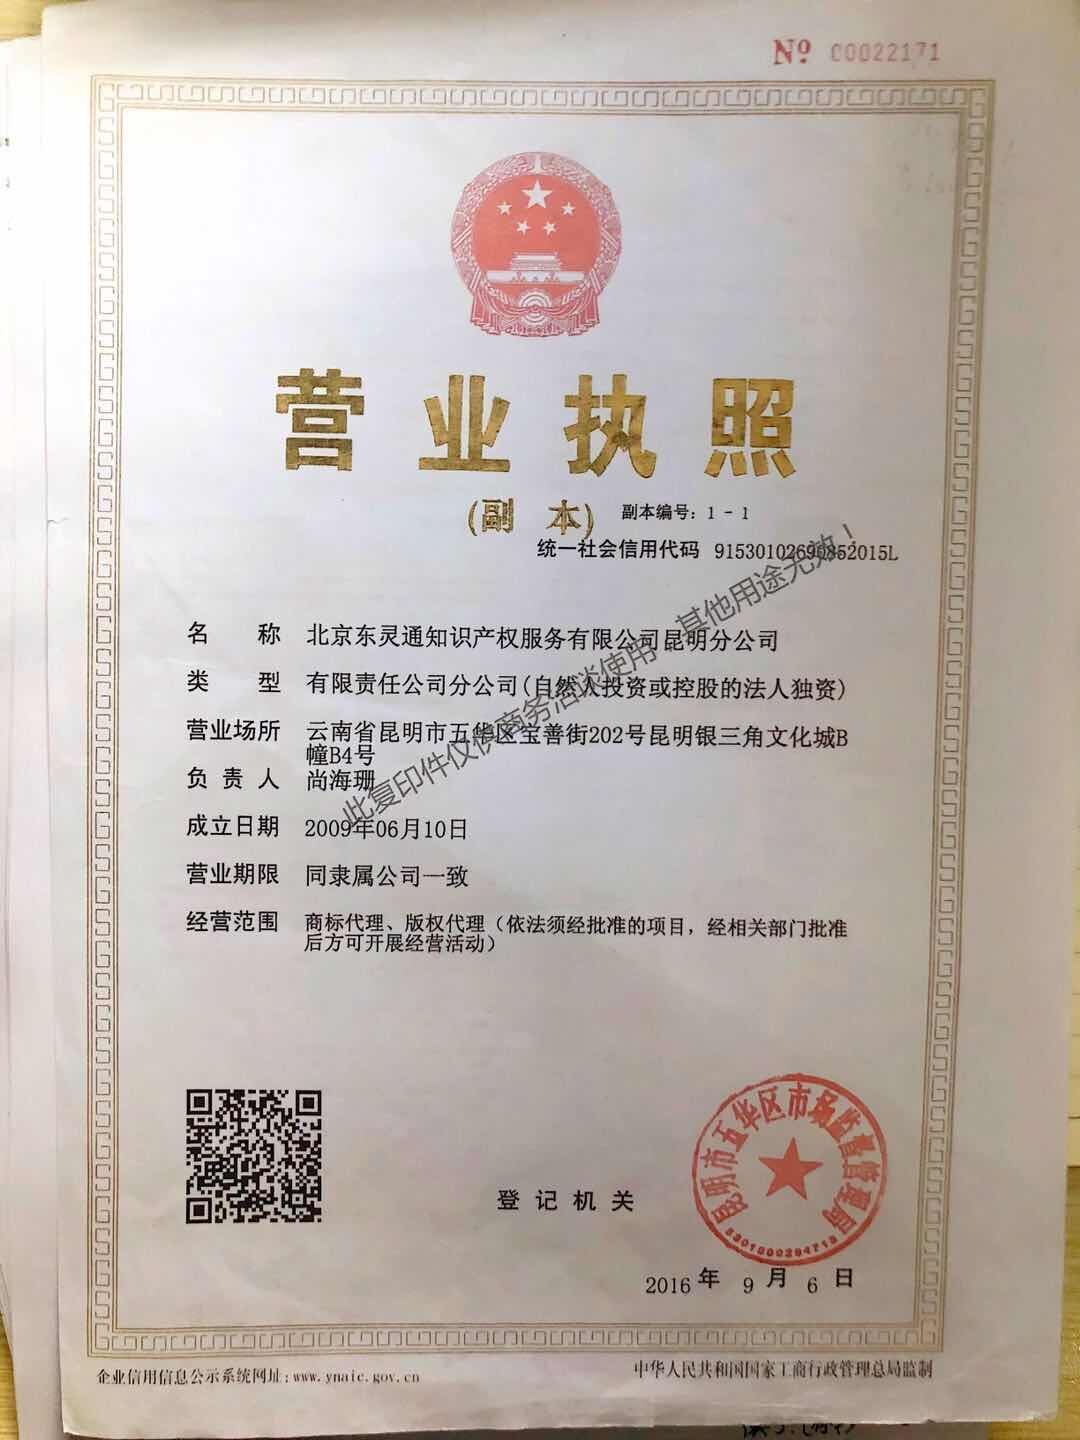 Nº 00022171
营业执照
(副 本) 副本编号：1-1
统一社会信用代码 91530102690852015L
名 称 北京东灵通知识产权服务有限公司昆明分公司
类 型 有限责任公司分公司(自然人投资或控股的法人独资)
营业场所 云南省昆明市五华区宝善街202号昆明银三角文化城B
幢B4号
负责人 尚海珊
成立日期 2009年06月10日
营业期限 同隶属公司一致
经营范围 商标代理、版权代理（依法须经批准的项目，经相关部门批准
后方可开展经营活动）
此复印件仅供商务洽谈使用，其他用途无效！
登记机关
昆明市五华区市场监督管理局
2016年 9月 6日
企业信用信息公示系统网址:www.ynaic.gov.cn
中华人民共和国国家工商行政管理总局监制